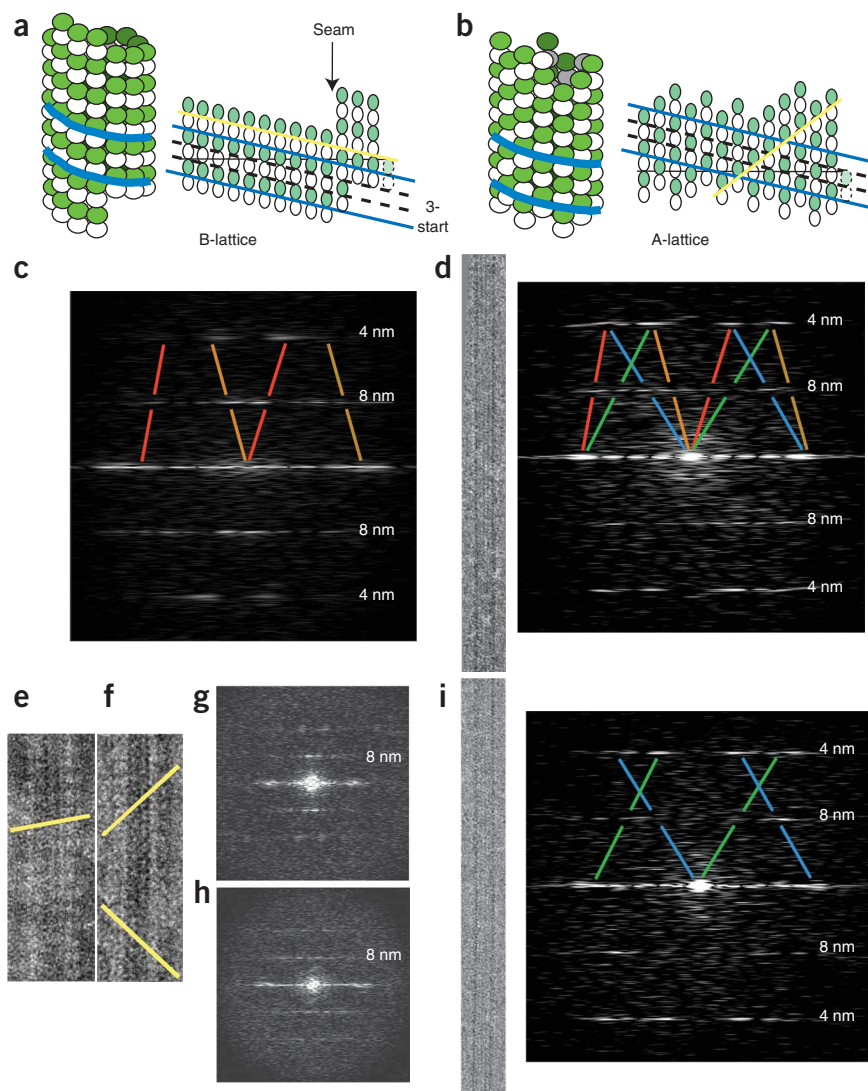 a
b
Seam
3-
start
B-lattice
A-lattice
c
d
4 nm
8 nm
8 nm
4 nm
4 nm
8 nm
8 nm
4 nm
e
f
g
i
8 nm
h
8 nm
4 nm
8 nm
8 nm
4 nm